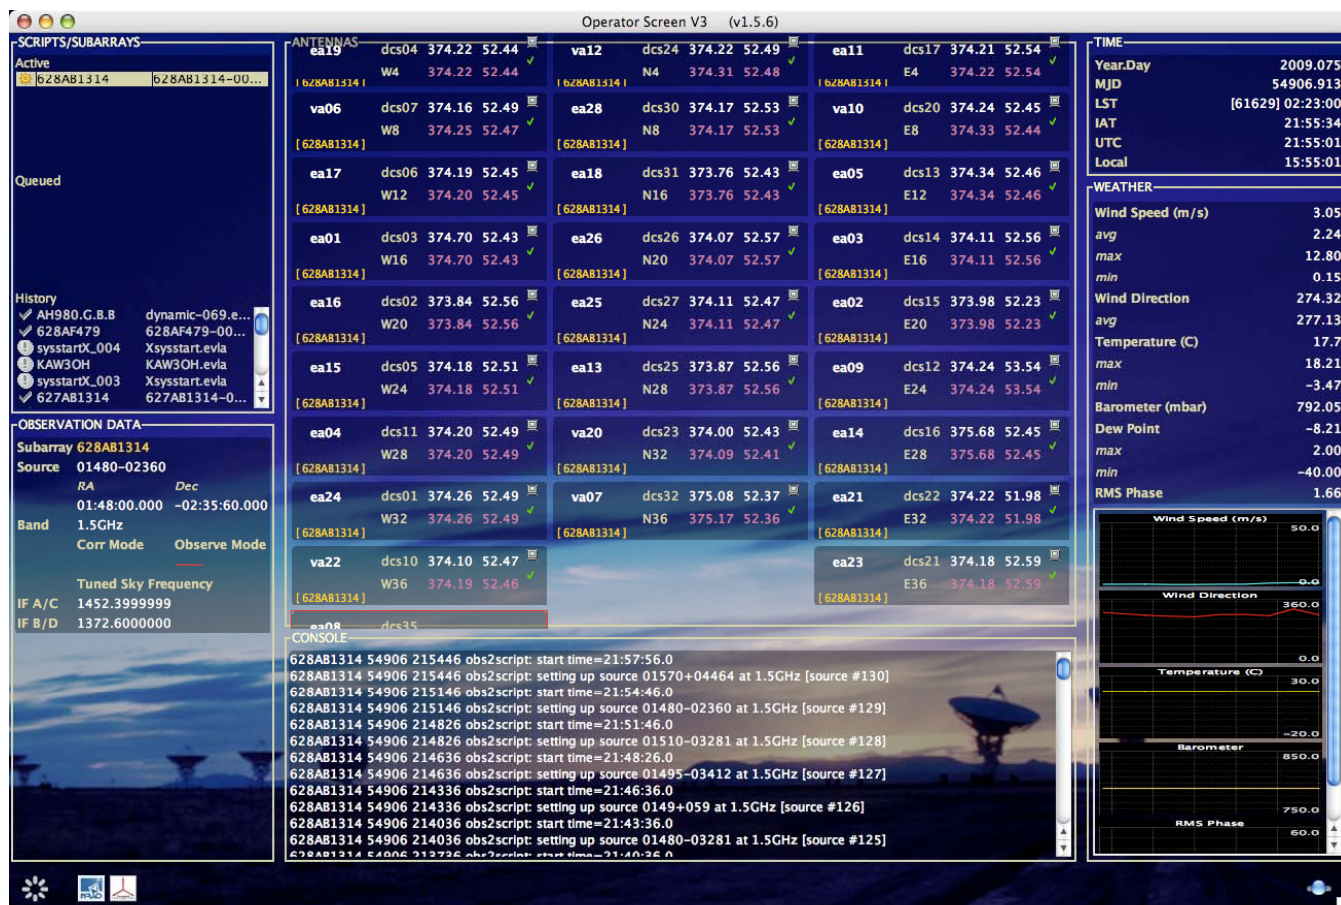 Operator Screen V3 (v1.5.6)
SCRIPTS/SUBARRAYS
Active
628AB1314 628AB1314-00...
Queued
History
AH980.G.B.B dynamic-069.e...
628AF479 628AF479-00...
sysstartX_004 Xsysstart.evla
KAW3OH KAW3OH.evla
sysstartX_003 Xsysstart.evla
627AB1314 627AB1314-0...
OBSERVATION DATA
Subarray 628AB1314
Source 01480-02360
RA Dec
01:48:00.000 -02:35:60.000
Band 1.5GHz
Corr Mode Observe Mode
----
Tuned Sky Frequency
IF A/C 1452.3999999
IF B/D 1372.6000000
ANTENNAS
ea19 dcs04 374.22 52.44
W4 374.22 52.44
[628AB1314]
va12 dcs24 374.22 52.49
N4 374.31 52.48
[628AB1314]
ea11 dcs17 374.21 52.54
E4 374.22 52.54
[628AB1314]
va06 dcs07 374.16 52.49
W8 374.25 52.47
[628AB1314]
ea28 dcs30 374.17 52.53
N8 374.17 52.53
[628AB1314]
va10 dcs20 374.24 52.45
E8 374.33 52.44
[628AB1314]
ea17 dcs06 374.19 52.45
W12 374.20 52.45
[628AB1314]
ea18 dcs31 373.76 52.43
N16 373.76 52.43
[628AB1314]
ea05 dcs13 374.34 52.46
E12 374.34 52.46
[628AB1314]
ea01 dcs03 374.70 52.43
W16 374.70 52.43
[628AB1314]
ea26 dcs26 374.07 52.57
N20 374.07 52.57
[628AB1314]
ea03 dcs14 374.11 52.56
E16 374.11 52.56
[628AB1314]
ea16 dcs02 373.84 52.56
W20 373.84 52.56
[628AB1314]
ea25 dcs27 374.11 52.47
N24 374.11 52.47
[628AB1314]
ea02 dcs15 373.98 52.23
E20 373.98 52.23
[628AB1314]
ea15 dcs05 374.18 52.51
W24 374.18 52.51
[628AB1314]
ea13 dcs25 373.87 52.56
N28 373.87 52.56
[628AB1314]
ea09 dcs12 374.24 53.54
E24 374.24 53.54
[628AB1314]
ea04 dcs11 374.20 52.49
W28 374.20 52.49
[628AB1314]
va20 dcs23 374.00 52.43
N32 374.09 52.41
[628AB1314]
ea14 dcs16 375.68 52.45
E28 375.68 52.45
[628AB1314]
ea24 dcs01 374.26 52.49
W32 374.26 52.49
[628AB1314]
va07 dcs32 375.08 52.37
N36 375.17 52.36
[628AB1314]
ea21 dcs22 374.22 51.98
E32 374.22 51.98
[628AB1314]
va22 dcs10 374.10 52.47
W36 374.19 52.46
[628AB1314]
ea23 dcs21 374.18 52.59
E36 374.18 52.59
[628AB1314]
ea08 dcs35
CONSOLE
628AB1314 54906 215446 obs2script: start time=21:57:56.0
628AB1314 54906 215446 obs2script: setting up source 01570+04464 at 1.5GHz [source #130]
628AB1314 54906 215146 obs2script: start time=21:54:46.0
628AB1314 54906 215146 obs2script: setting up source 01480-02360 at 1.5GHz [source #129]
628AB1314 54906 214826 obs2script: start time=21:51:46.0
628AB1314 54906 214826 obs2script: setting up source 01510-03281 at 1.5GHz [source #128]
628AB1314 54906 214636 obs2script: start time=21:48:26.0
628AB1314 54906 214636 obs2script: setting up source 01495-03412 at 1.5GHz [source #127]
628AB1314 54906 214336 obs2script: start time=21:46:36.0
628AB1314 54906 214336 obs2script: setting up source 0149+059 at 1.5GHz [source #126]
628AB1314 54906 214036 obs2script: start time=21:43:36.0
628AB1314 54906 214036 obs2script: setting up source 01480-03281 at 1.5GHz [source #125]
628AB1314 54906 213736 obs2script: start time=21:40:36.0
TIME
Year.Day 2009.075
MJD 54906.913
LST [61629] 02:23:00
IAT 21:55:34
UTC 21:55:01
Local 15:55:01
WEATHER
Wind Speed (m/s) 3.05
avg 2.24
max 12.80
min 0.15
Wind Direction 274.32
avg 277.13
Temperature (C) 17.7
max 18.21
min -3.47
Barometer (mbar) 792.05
Dew Point -8.21
max 2.00
min -40.00
RMS Phase 1.66
Wind Speed (m/s)
50.0
0.0
Wind Direction
360.0
0.0
Temperature (C)
30.0
-20.0
Barometer
850.0
750.0
RMS Phase
60.0